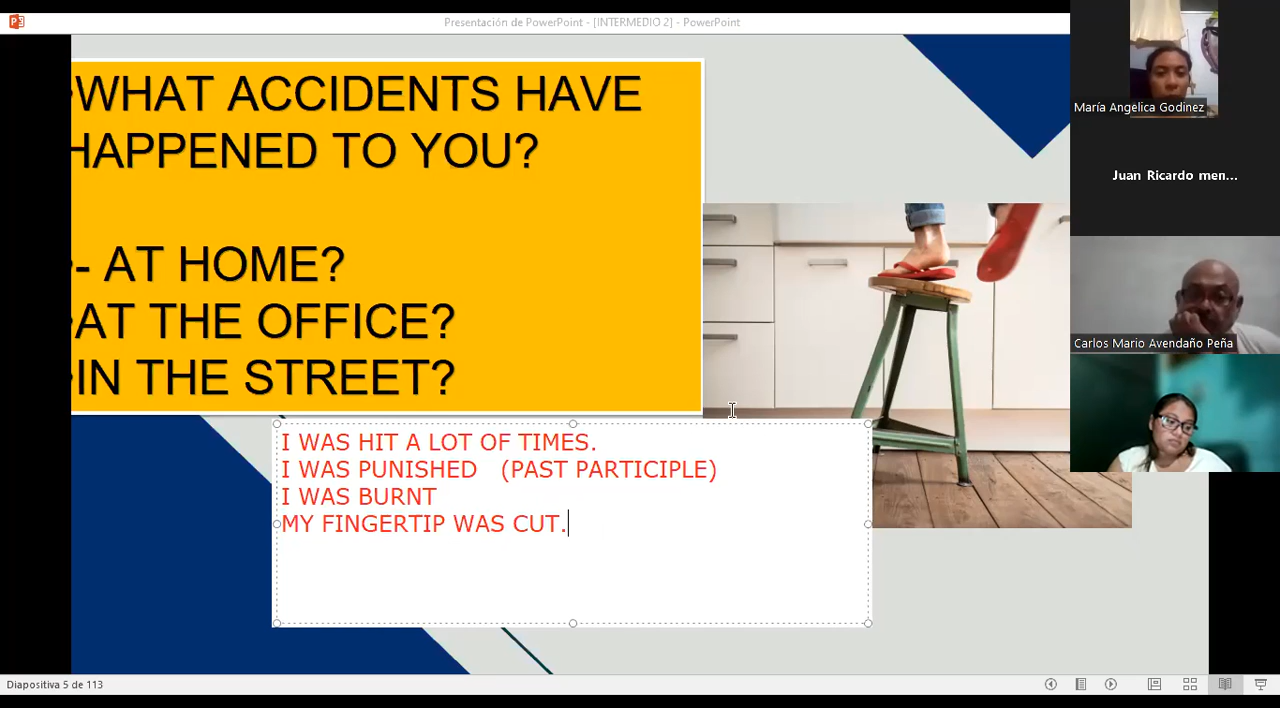 Presentación de PowerPoint - [INTERMEDIO 2] - PowerPoint
WHAT ACCIDENTS HAVE
HAPPENED TO YOU?
- AT HOME?
AT THE OFFICE?
IN THE STREET?
I WAS HIT A LOT OF TIMES.
I WAS PUNISHED (PAST PARTICIPLE)
I WAS BURNT
MY FINGERTIP WAS CUT.
María Angélica Godínez
Juan Ricardo men...
Carlos Mario Avendaño Peña
Diapositiva 5 de 113